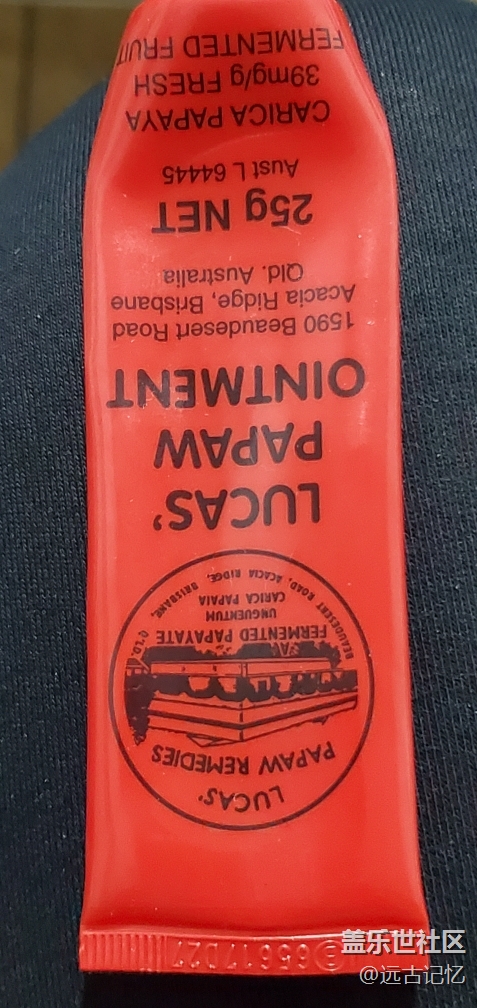 LUCAS'
PAPAW REMEDIES
FERMENTED PAPAYATE
UNGUENTUM
CARICA PAPAIA
BEAUDESERT ROAD, ACACIA RIDGE, BRISBANE, Q'L'D.
LUCAS'
PAPAW
OINTMENT
1590 Beaudesert Road
Acacia Ridge, Brisbane
Qld. Australia
25g NET
Aust L 64445
CARICA PAPAYA
39mg/g FRESH
FERMENTED FRUIT
盖乐世社区
@远古记忆